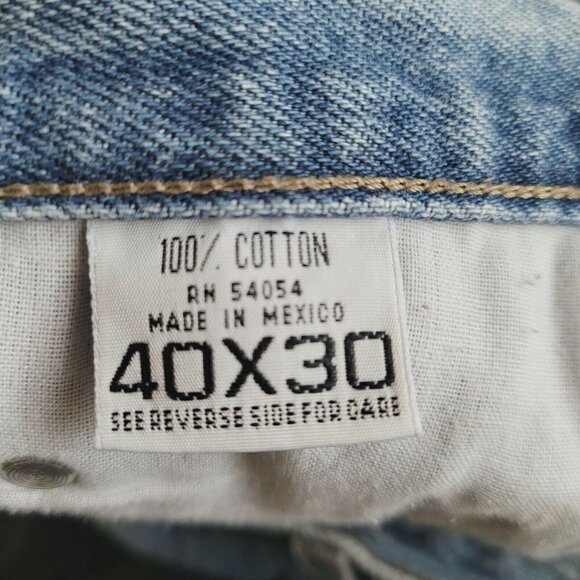 100% COTTON
RN 54054
MADE IN MEXICO
40X30
SEE REVERSE SIDE FOR CARE